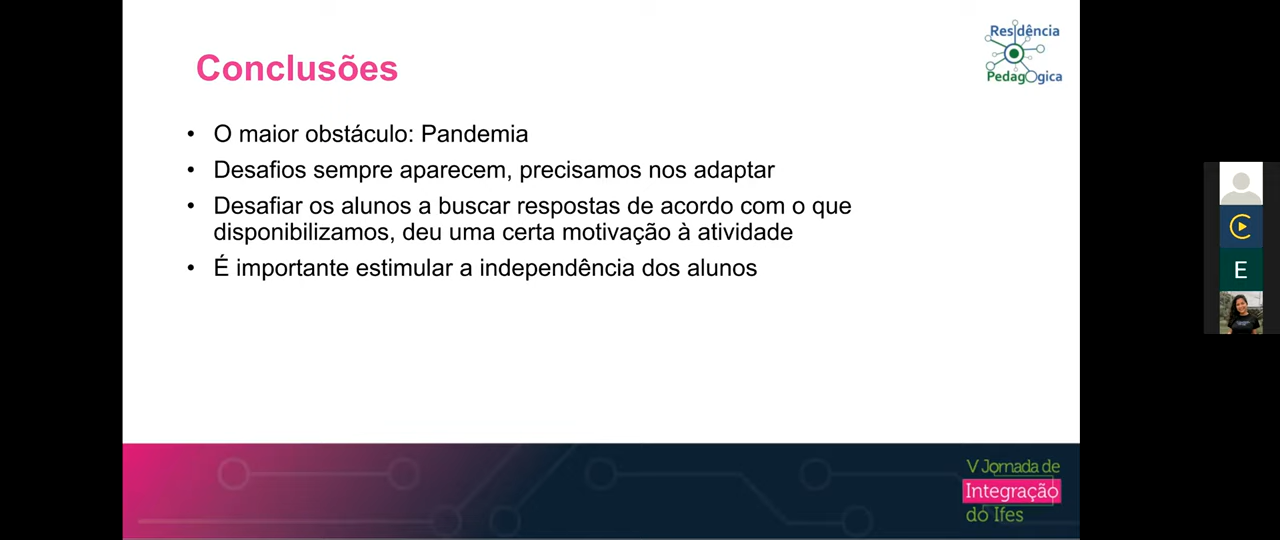 Residência
Pedagógica
Conclusões
• O maior obstáculo: Pandemia
• Desafios sempre aparecem, precisamos nos adaptar
• Desafiar os alunos a buscar respostas de acordo com o que
disponibilizamos, deu uma certa motivação à atividade
• É importante estimular a independência dos alunos
E
V Jornada de
Integração
do Ifes